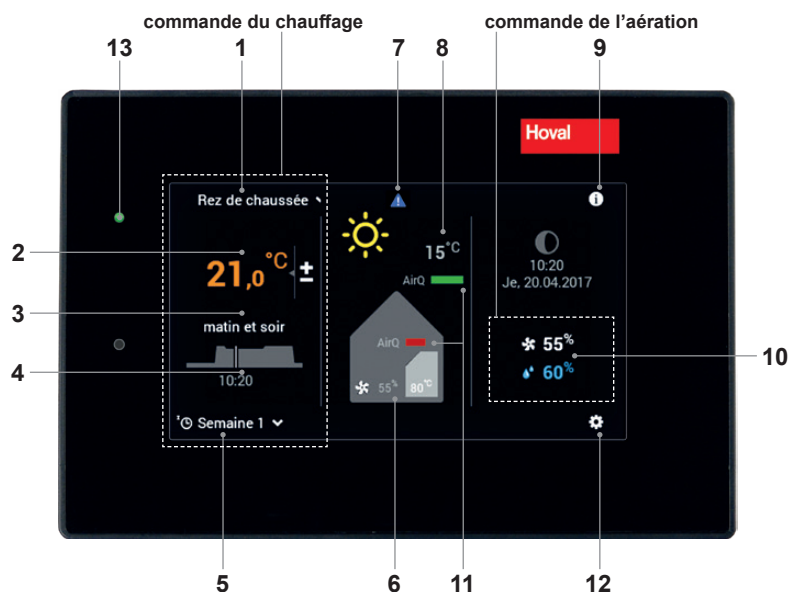 commande du chauffage
commande de l'aération
13
1
7
8
9
Hoval
Rez de chaussée
i
2
21,0 °C
±
15 °C
10:20
Je, 20.04.2017
AirQ
3
matin et soir
AirQ
55%
60%
10
4
10:20
55%
80°C
Semaine 1
5
6
11
12